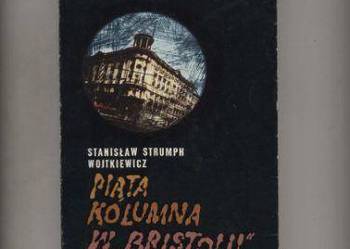 STANISŁAW STRUMPH
WOJTKIEWICZ
PIĄTA
KOLUMNA
W BRISTOLU"